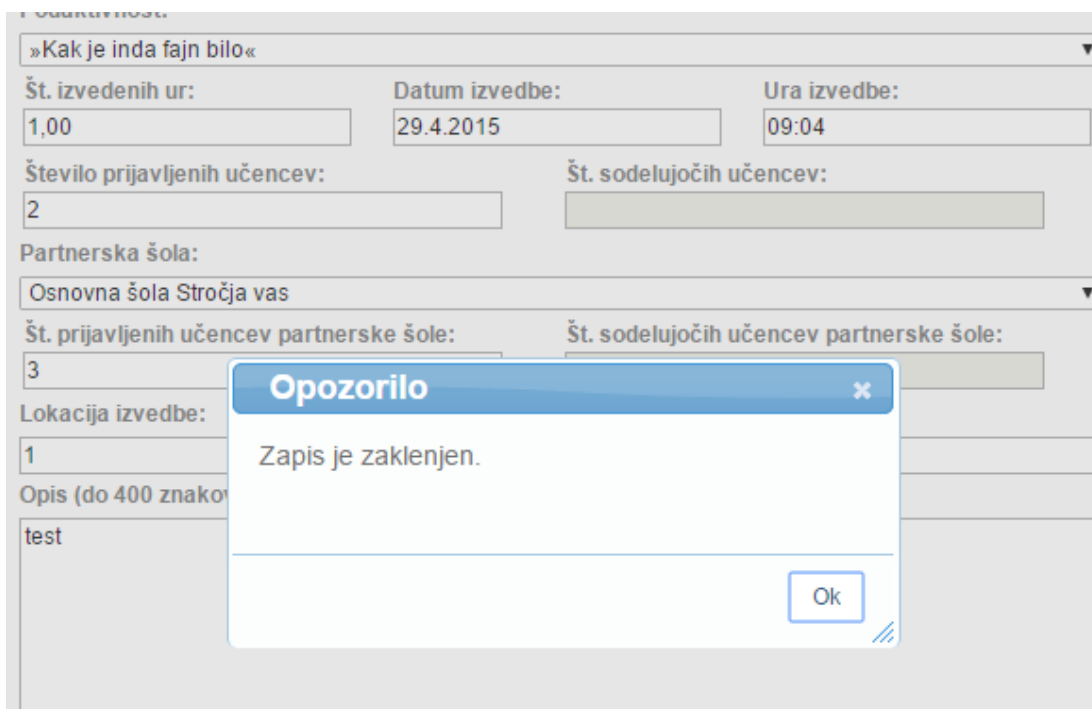 Podaktivnost:
»Kak je inda fajn bilo«
Št. izvedenih ur: Datum izvedbe: Ura izvedbe:
1,00 29.4.2015 09:04
Število prijavljenih učencev: Št. sodelujočih učencev:
2
Partnerska šola:
Osnovna šola Stročja vas
Št. prijavljenih učencev partnerske šole: Št. sodelujočih učencev partnerske šole:
3
Opozorilo
Lokacija izvedbe:
1
Zapis je zaklenjen.
Opis (do 400 znakov
test
Ok